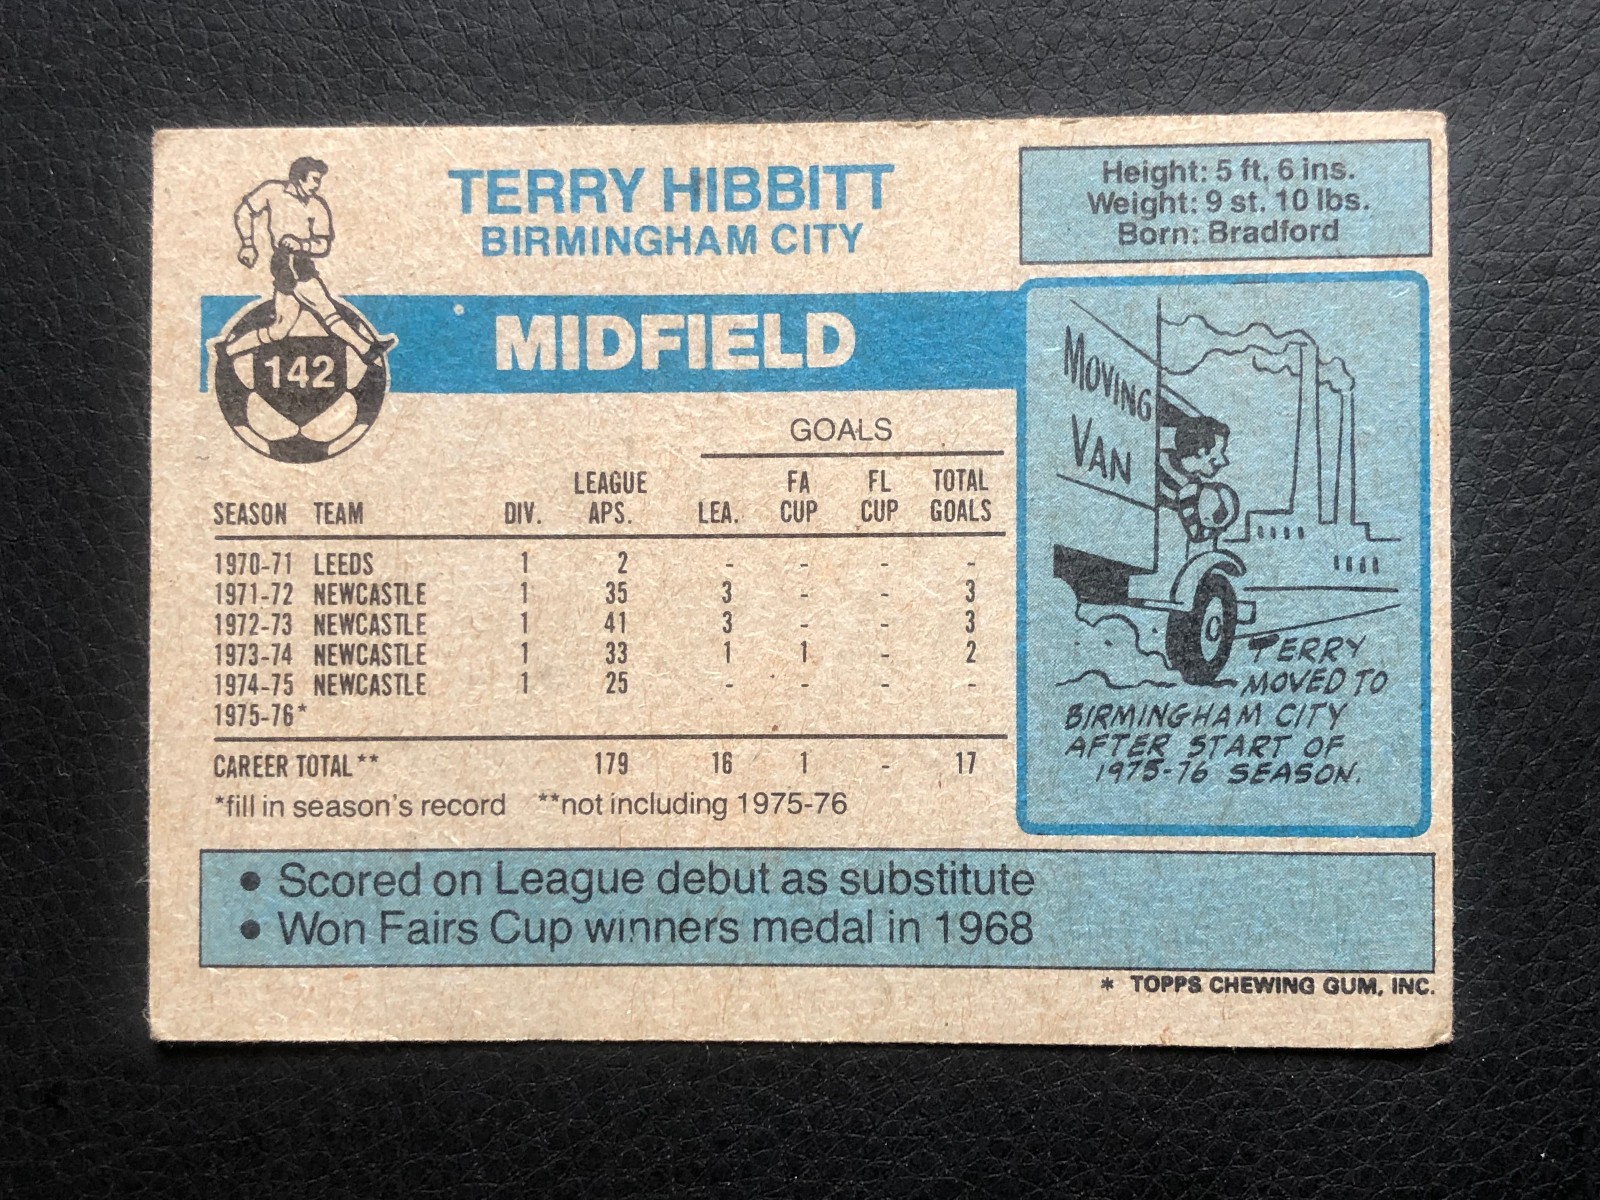 TERRY HIBBITT
BIRMINGHAM CITY
Height: 5 ft. 6 ins.
Weight: 9 st. 10 lbs.
Born: Bradford
142
MIDFIELD
GOALS
SEASON TEAM DIV. LEAGUE APS. LEA. FA CUP FL CUP TOTAL GOALS
1970-71 LEEDS 1 2 - - - -
1971-72 NEWCASTLE 1 35 3 - - 3
1972-73 NEWCASTLE 1 41 3 - - 3
1973-74 NEWCASTLE 1 33 1 1 - 2
1974-75 NEWCASTLE 1 25 - - - -
1975-76*
CAREER TOTAL** 179 16 1 - 17
*fill in season's record **not including 1975-76
MOVING
VAN
TERRY
MOVED TO
BIRMINGHAM CITY
AFTER START OF
1975-76 SEASON.
• Scored on League debut as substitute
• Won Fairs Cup winners medal in 1968
* TOPPS CHEWING GUM, INC.